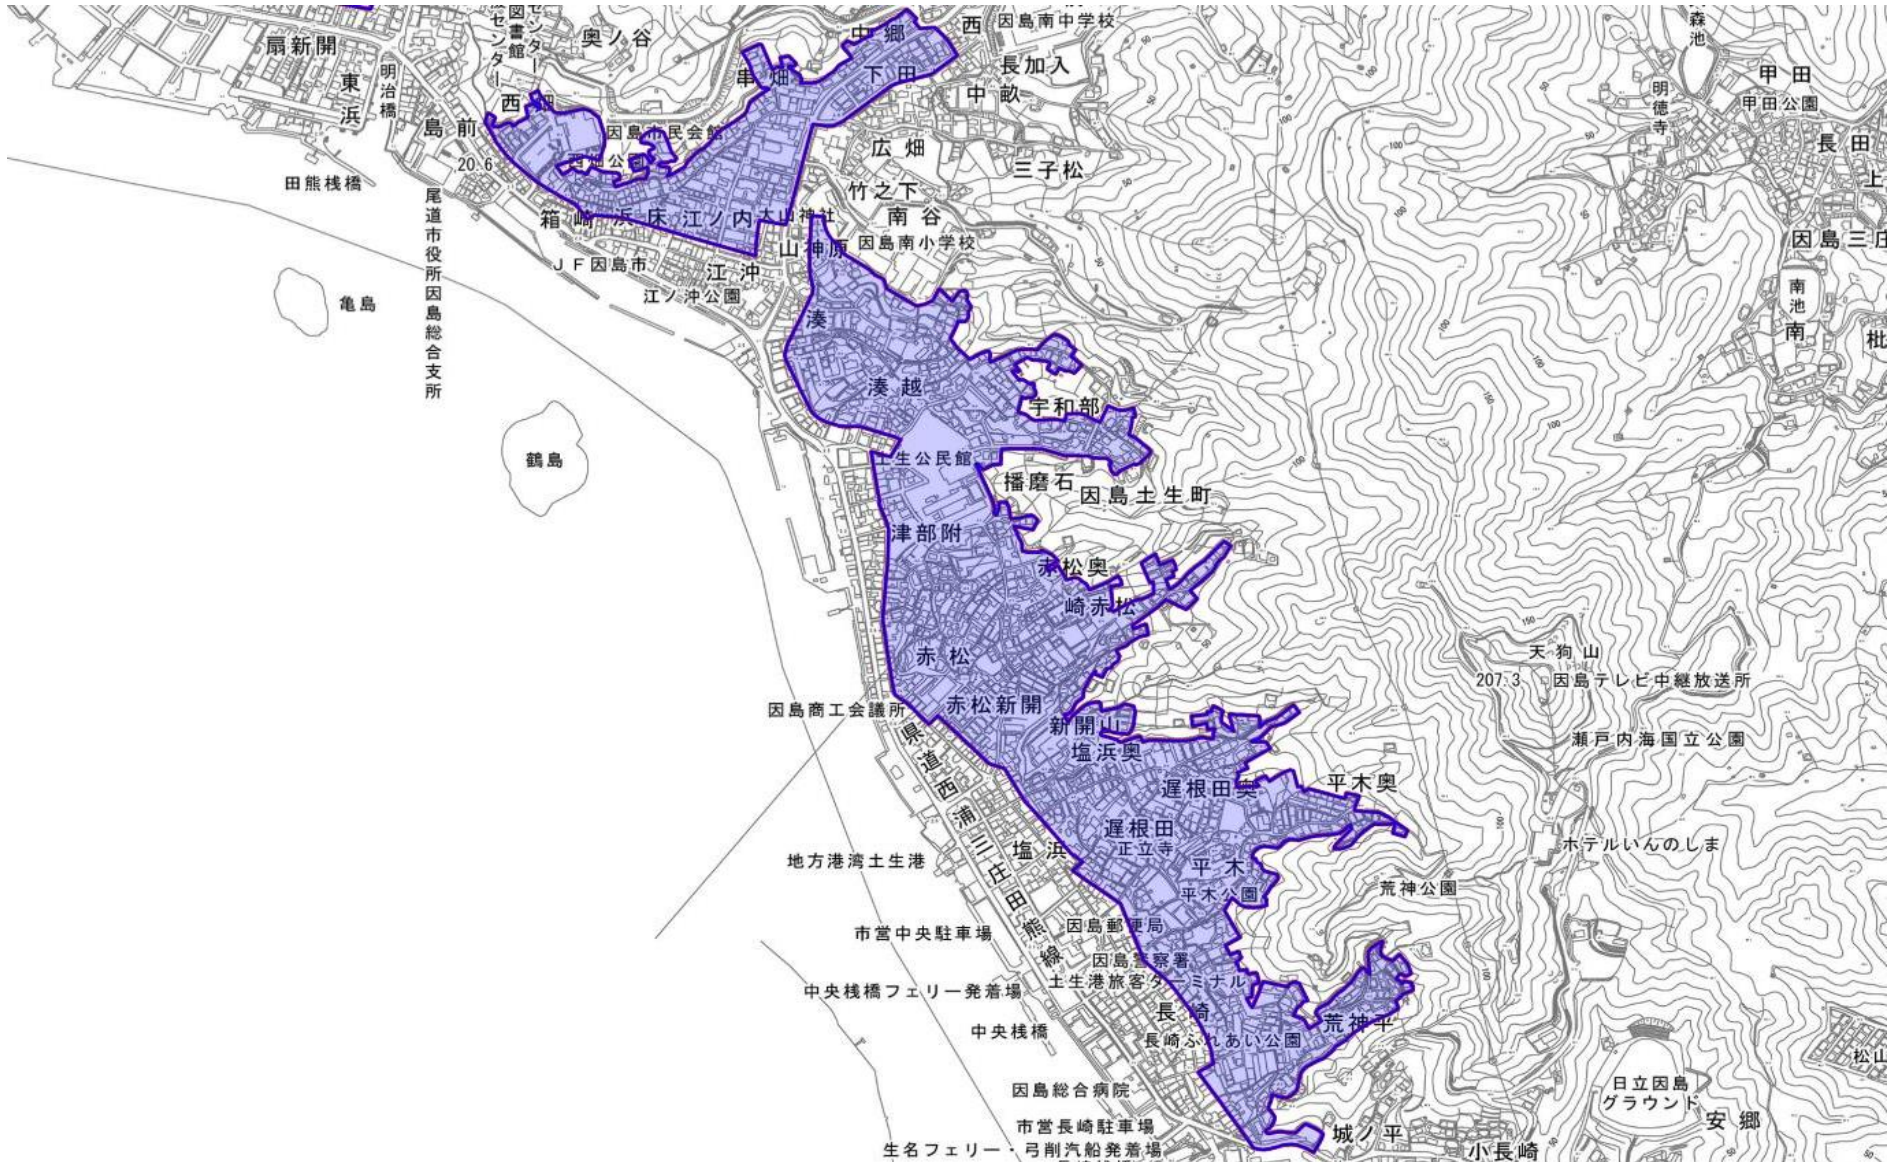 中郷
西
因島南中学校
森池
図書館
センター
センター
奥ノ谷
扇新開
明治橋
東浜
串畑
下田
長加入
中畝
甲田
甲田公園
明徳寺
西畑
島前
因島市民会館
西畑公園
広畑
三子松
長田
上
20.6
田熊桟橋
竹之下
南谷
箱崎
浜床
江ノ内
大山神社
山神原
因島南小学校
因島三庄
尾道市役所因島総合支所
JF因島市
江沖
江ノ沖公園
亀島
南池
南
枇
湊
湊越
宇和部
鶴島
土生公民館
播磨石
因島土生町
津部附
赤松奥
崎赤松
赤松
天狗山
207.3
因島テレビ中継放送所
因島商工会議所
赤松新開
新開山
塩浜奥
瀬戸内海国立公園
県道西浦三庄田熊線
遅根田奥
平木奥
遅根田
正立寺
塩浜
地方港湾土生港
平木
平木公園
ホテルいんのしま
荒神公園
因島郵便局
市営中央駐車場
因島警察署
土生港旅客ターミナル
中央桟橋フェリー発着場
長崎
荒神平
中央桟橋
長崎ふれあい公園
松山
因島総合病院
日立因島
グラウンド
安郷
市営長崎駐車場
城ノ平
生名フェリー・弓削汽船発着場
小長崎